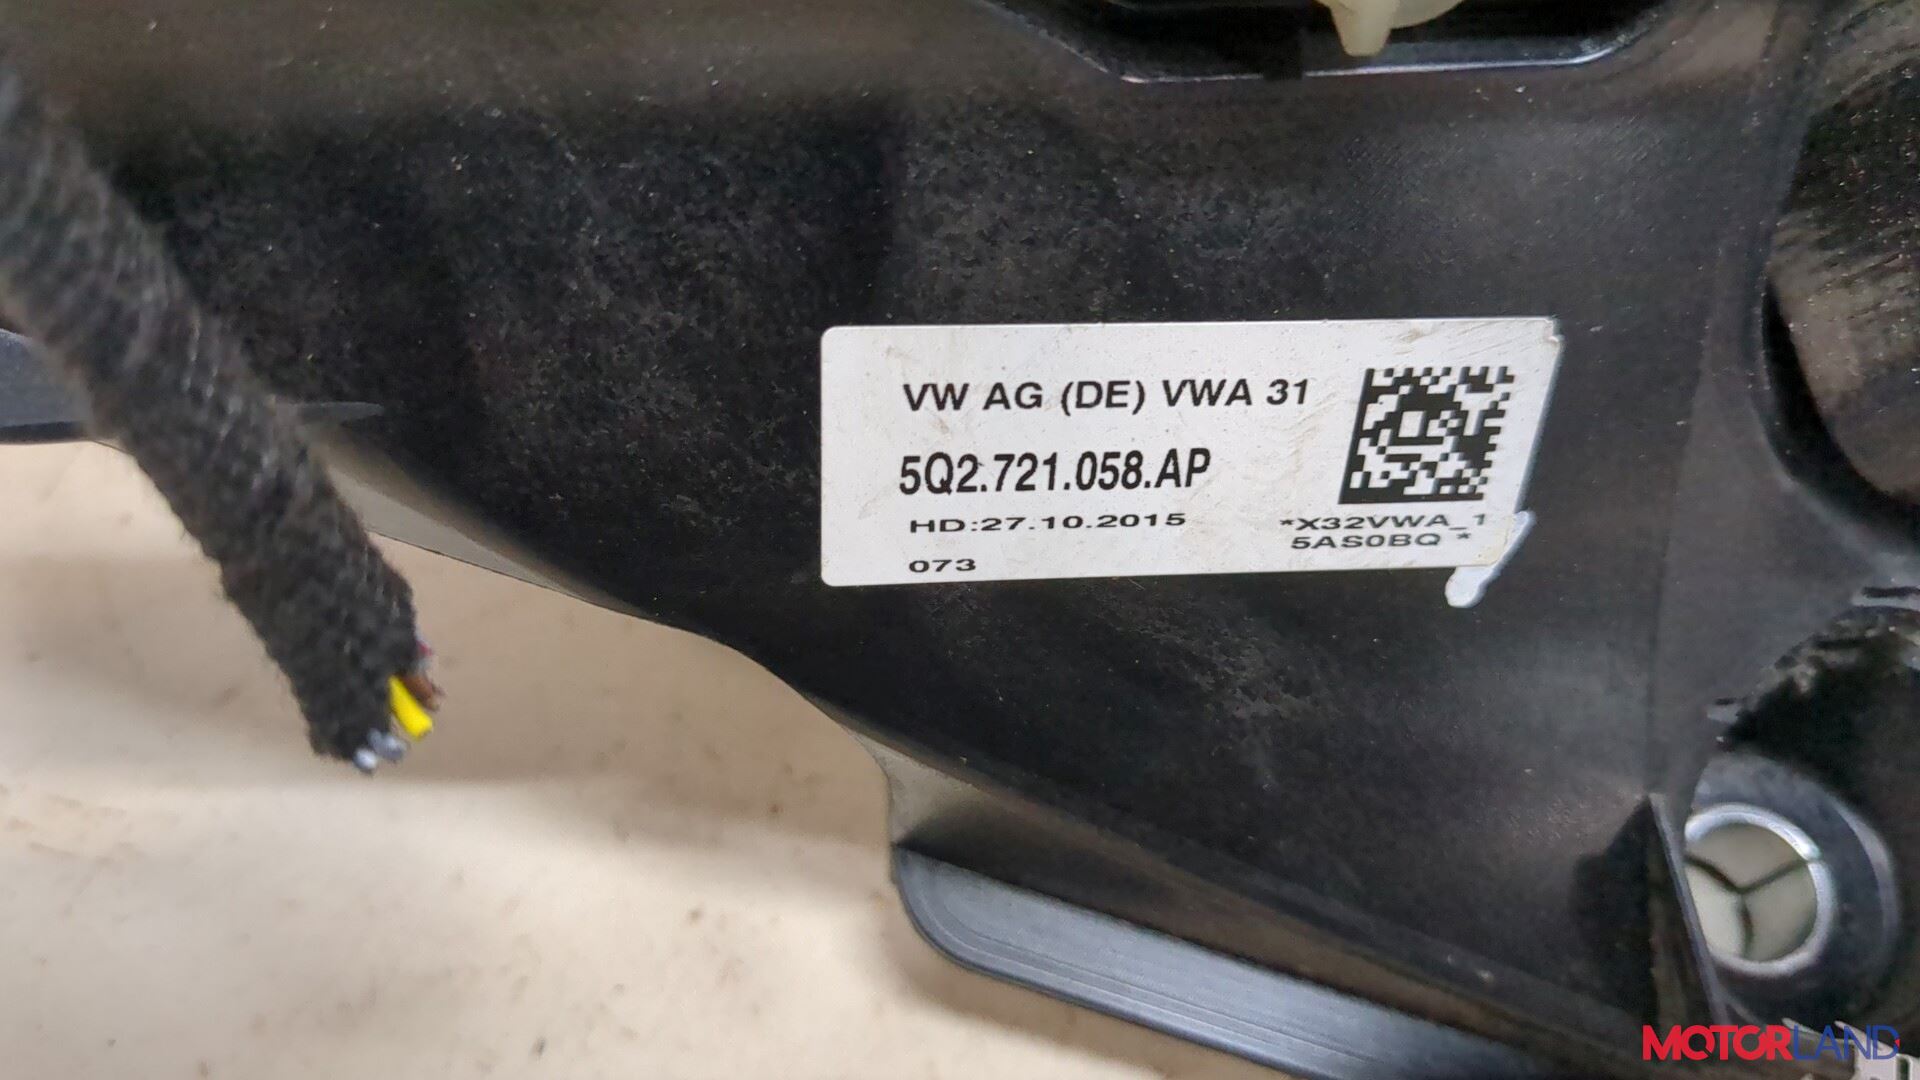 VW AG (DE) VWA 31
5Q2.721.058.AP
HD:27.10.2015
*X32VWA_1
5AS0BQ *
073
MOTORLAND